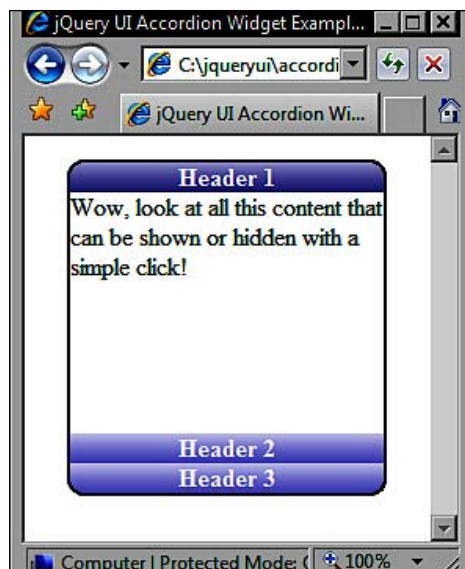 jQuery UI Accordion Widget Exampl...
C:\jqueryui\accordi
jQuery UI Accordion Wi...
Header 1
Wow, look at all this content that
can be shown or hidden with a
simple click!
Header 2
Header 3
Computer | Protected Mode: (
100%